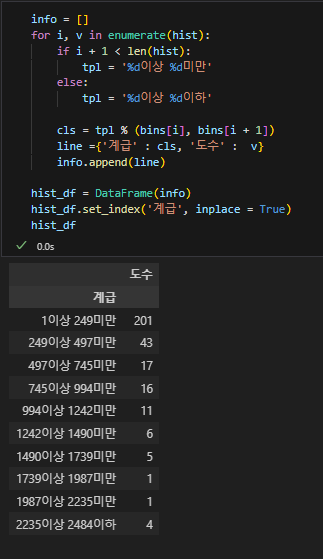 info = []
for i, v in enumerate(hist):
    if i + 1 < len(hist):
        tpl = '%d이상 %d미만'
    else:
        tpl = '%d이상 %d이하'

    cls = tpl % (bins[i], bins[i + 1])
    line ={'계급' : cls, '도수' :  v}
    info.append(line)

hist_df = DataFrame(info)
hist_df.set_index('계급', inplace = True)
hist_df
0.0s
도수
계급
1이상 249미만 201
249이상 497미만 43
497이상 745미만 17
745이상 994미만 16
994이상 1242미만 11
1242이상 1490미만 6
1490이상 1739미만 5
1739이상 1987미만 1
1987이상 2235미만 1
2235이상 2484이하 4